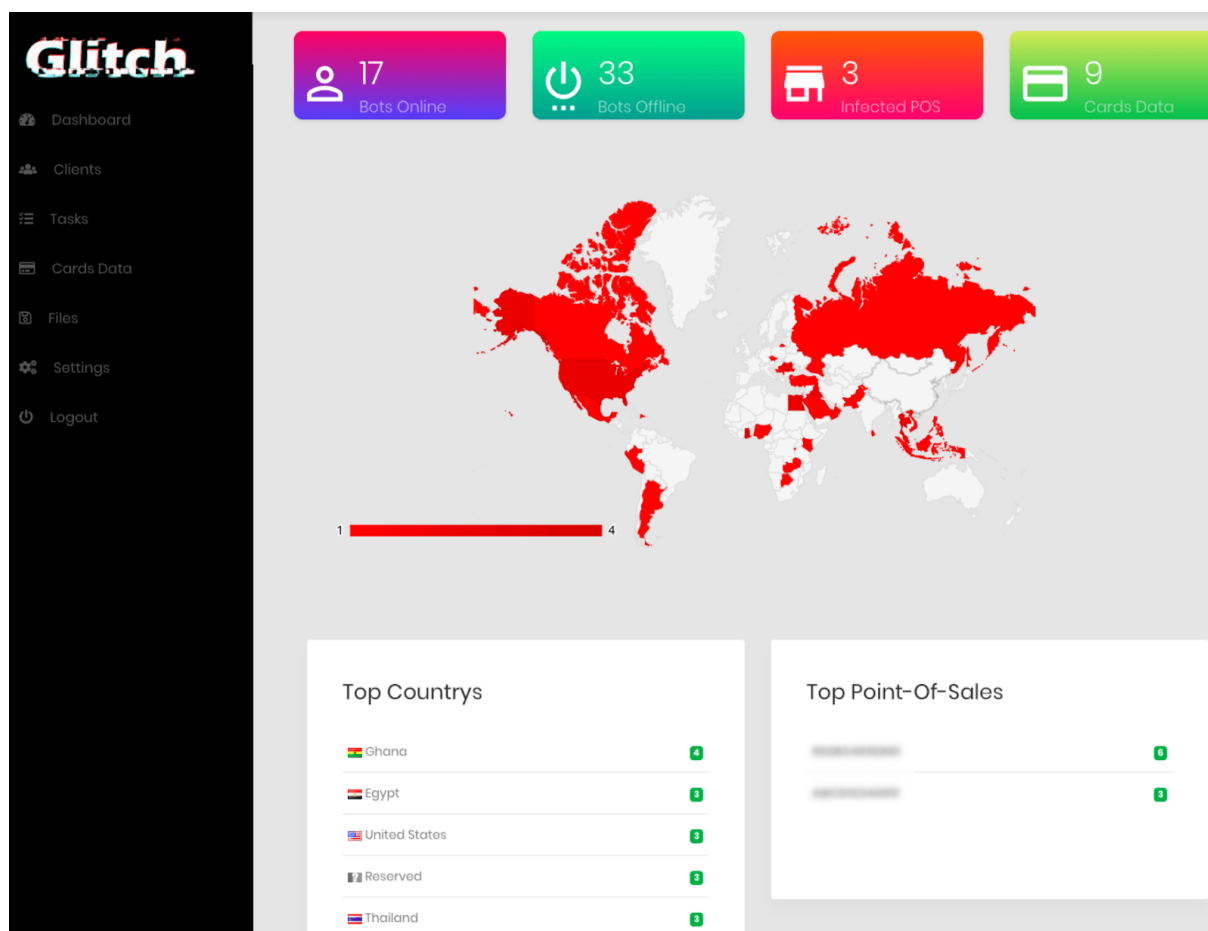 Glitch
Dashboard
Clients
Tasks
Cards Data
Files
Settings
Logout
17
Bots Online
33
Bots Offline
3
Infected POS
9
Cards Data
1
4
Top Countrys
Ghana 4
Egypt 3
United States 3
Reserved 3
Thailand 3
Top Point-Of-Sales
6
3